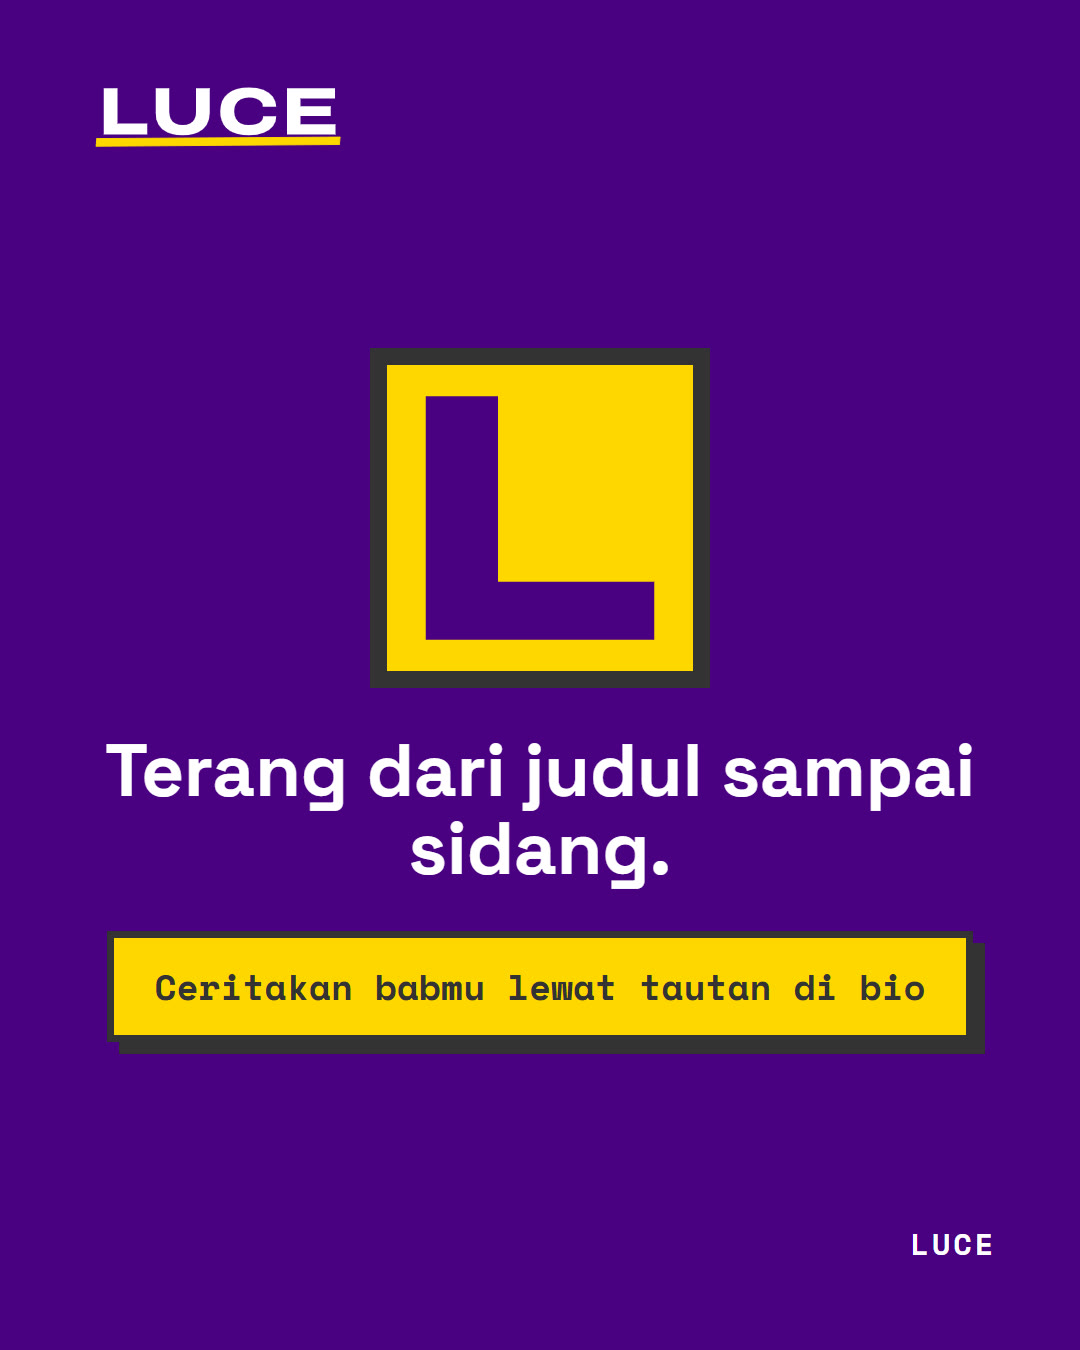 LUCE
L
Terang dari judul sampai
sidang.
Ceritakan babmu lewat tautan di bio
LUCE